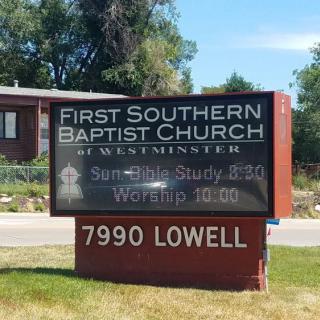 First Southern
Baptist Church
of Westminster
Sun. Bible Study 8:30
Worship 10:00
7990 LOWELL